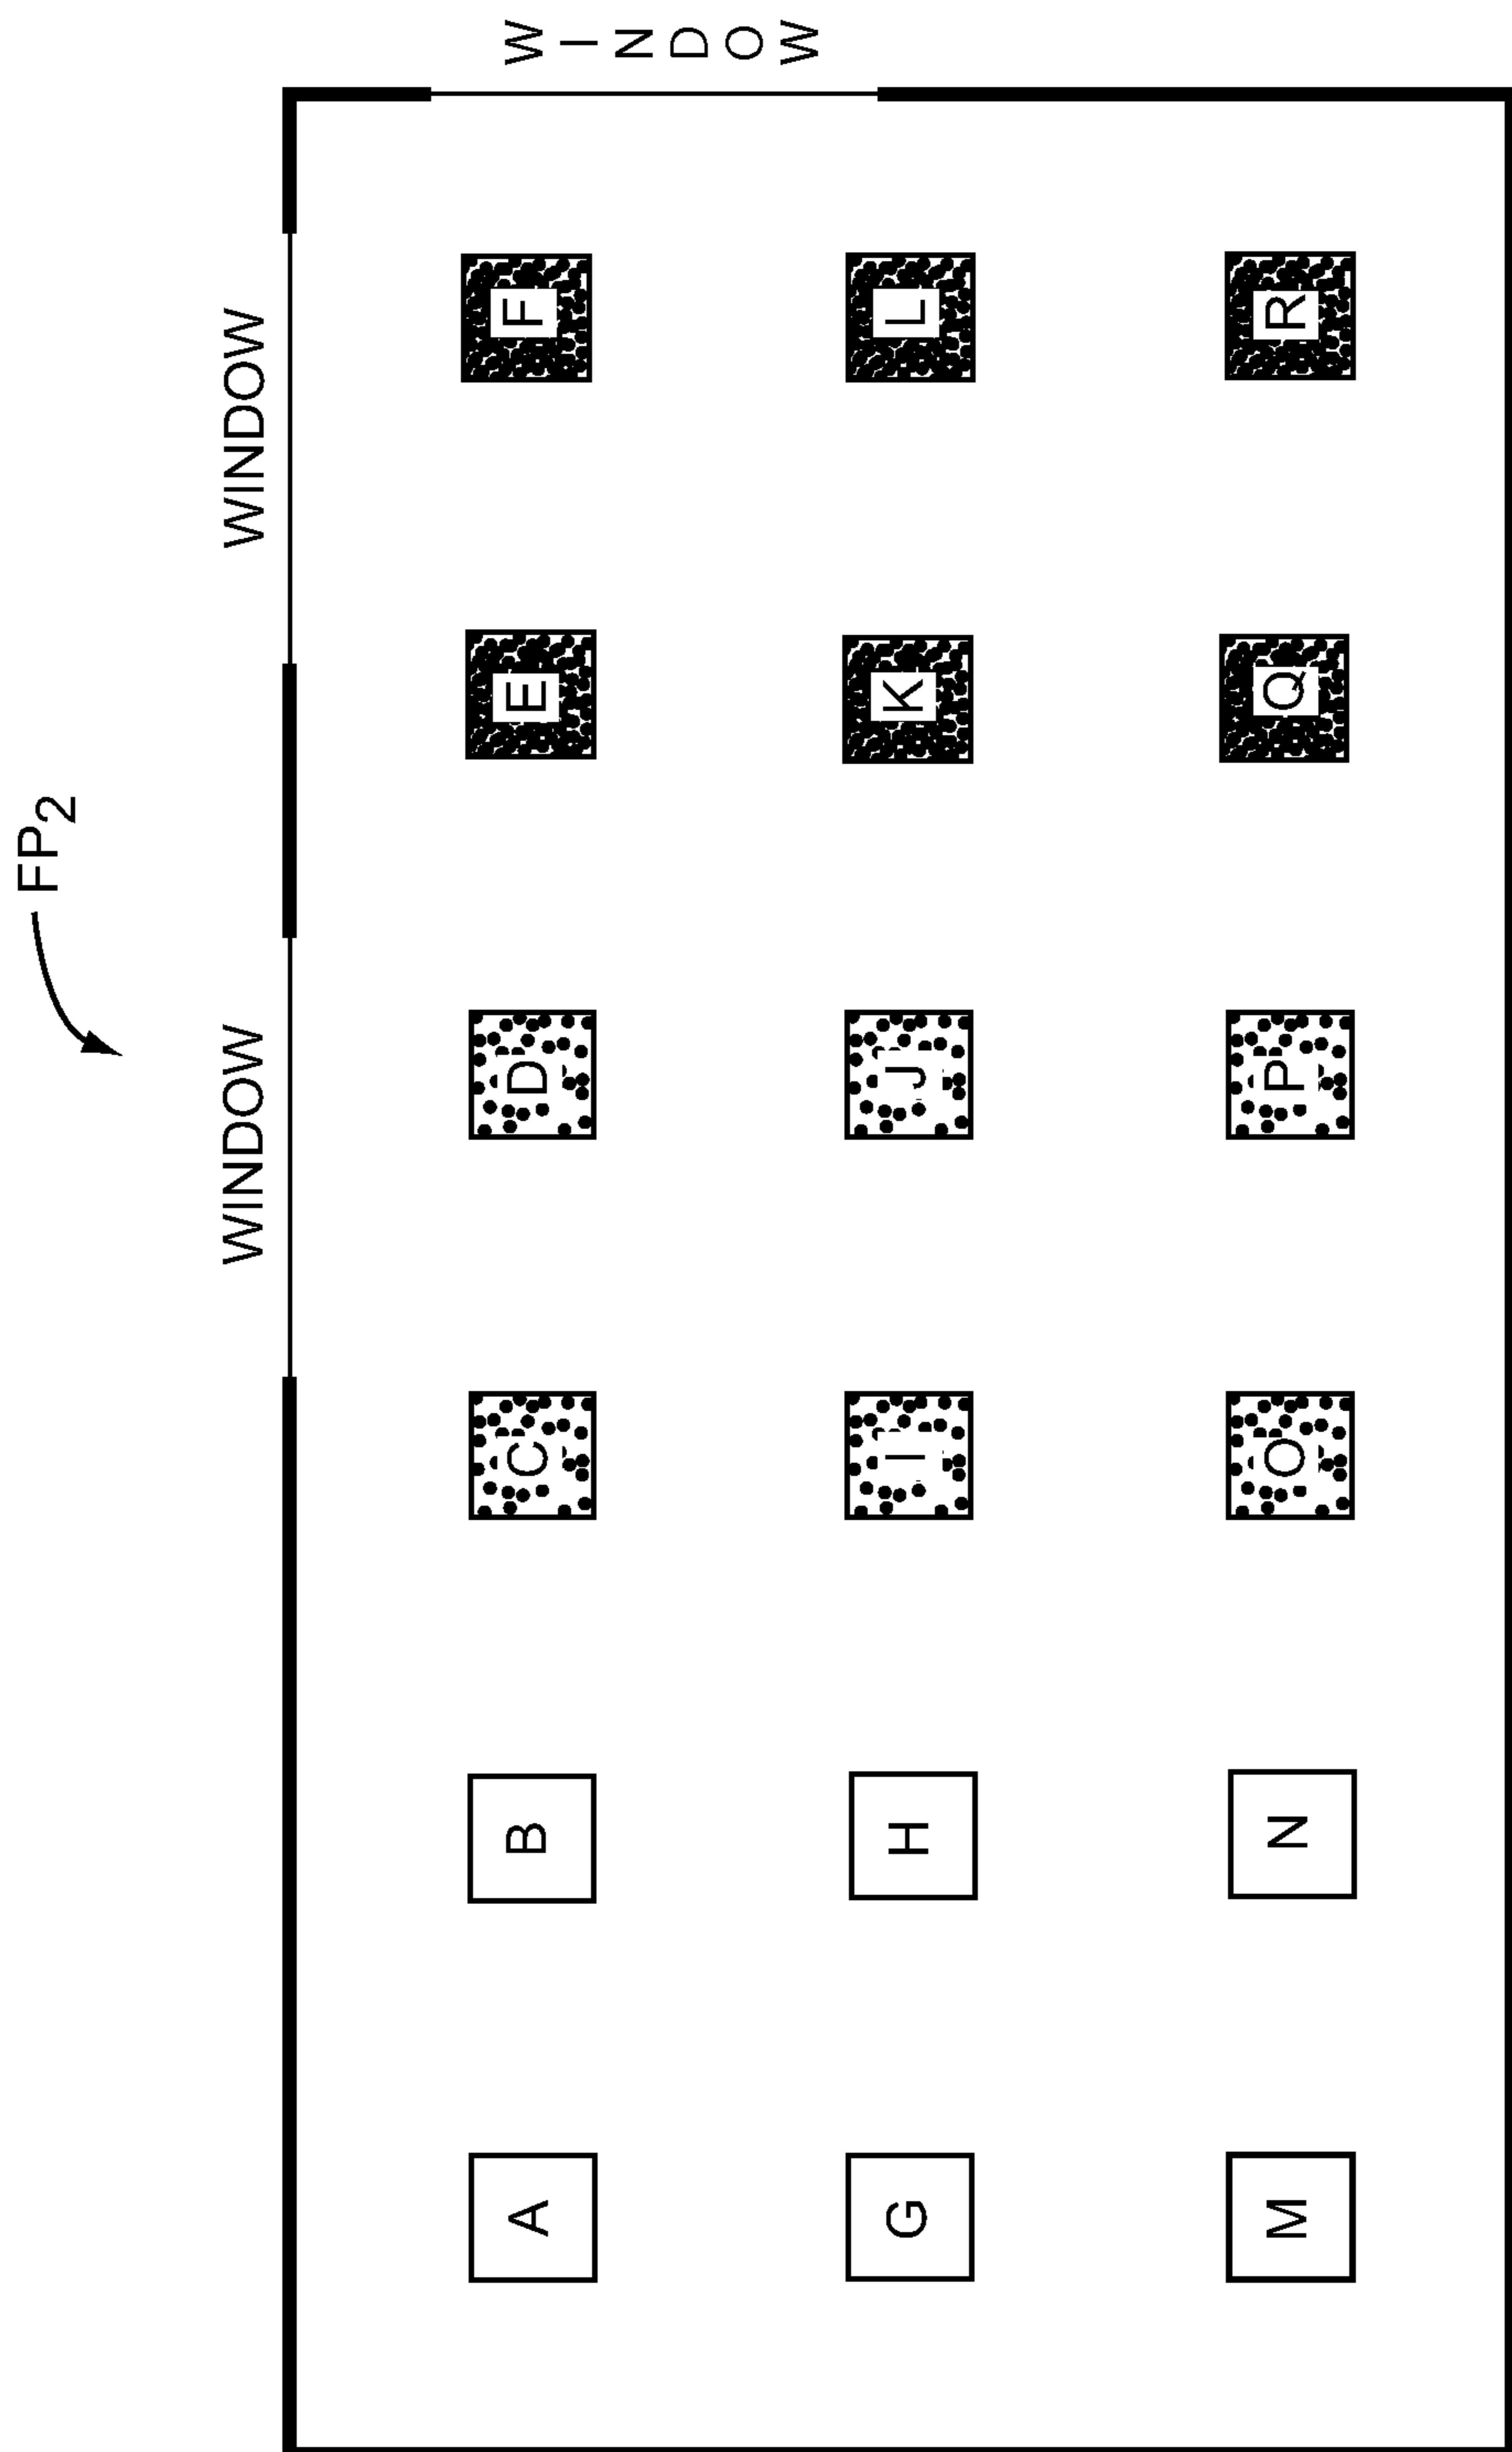 FP₂
WINDOW WINDOW
A B C D E F
WINDOW
G H I J K L
M N O P Q R